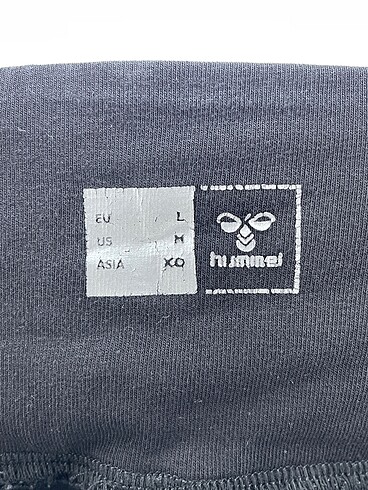 EU L
US M
ASIA XO
hummel